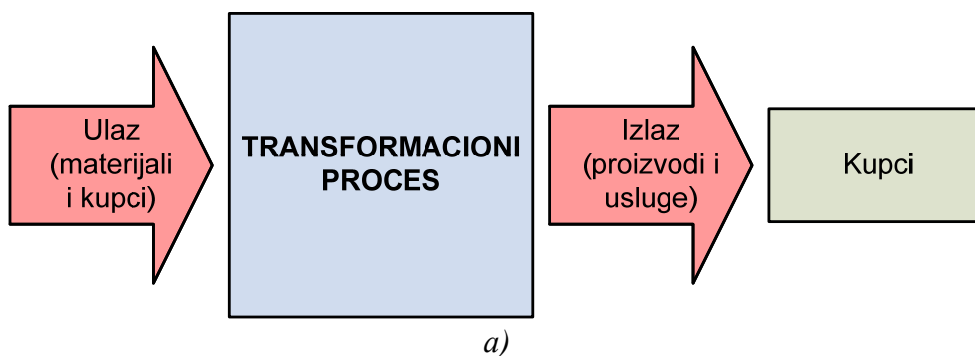 Ulaz
(materijali
i kupci)
TRANSFORMACIONI
PROCES
Izlaz
(proizvodi i
usluge)
Kupci
a)